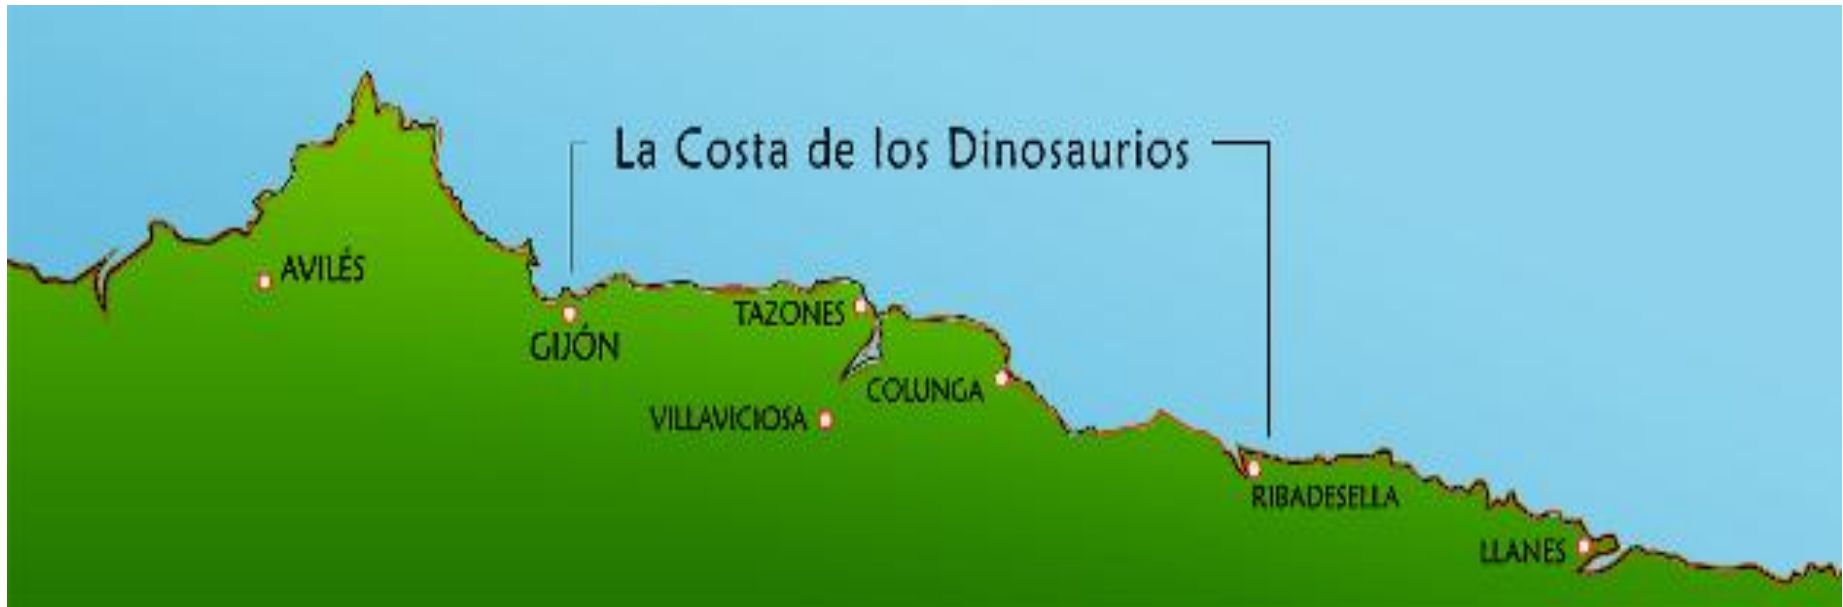 La Costa de los Dinosaurios
AVILÉS
TAZONES
GIJÓN
COLUNGA
VILLAVICIOSA
RIBADESELLA
LLANES